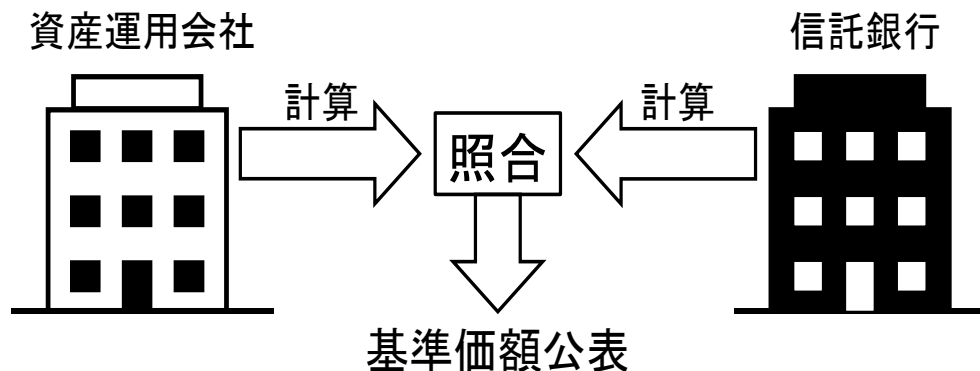 資産運用会社
信託銀行
計算
計算
照合
基準価額公表